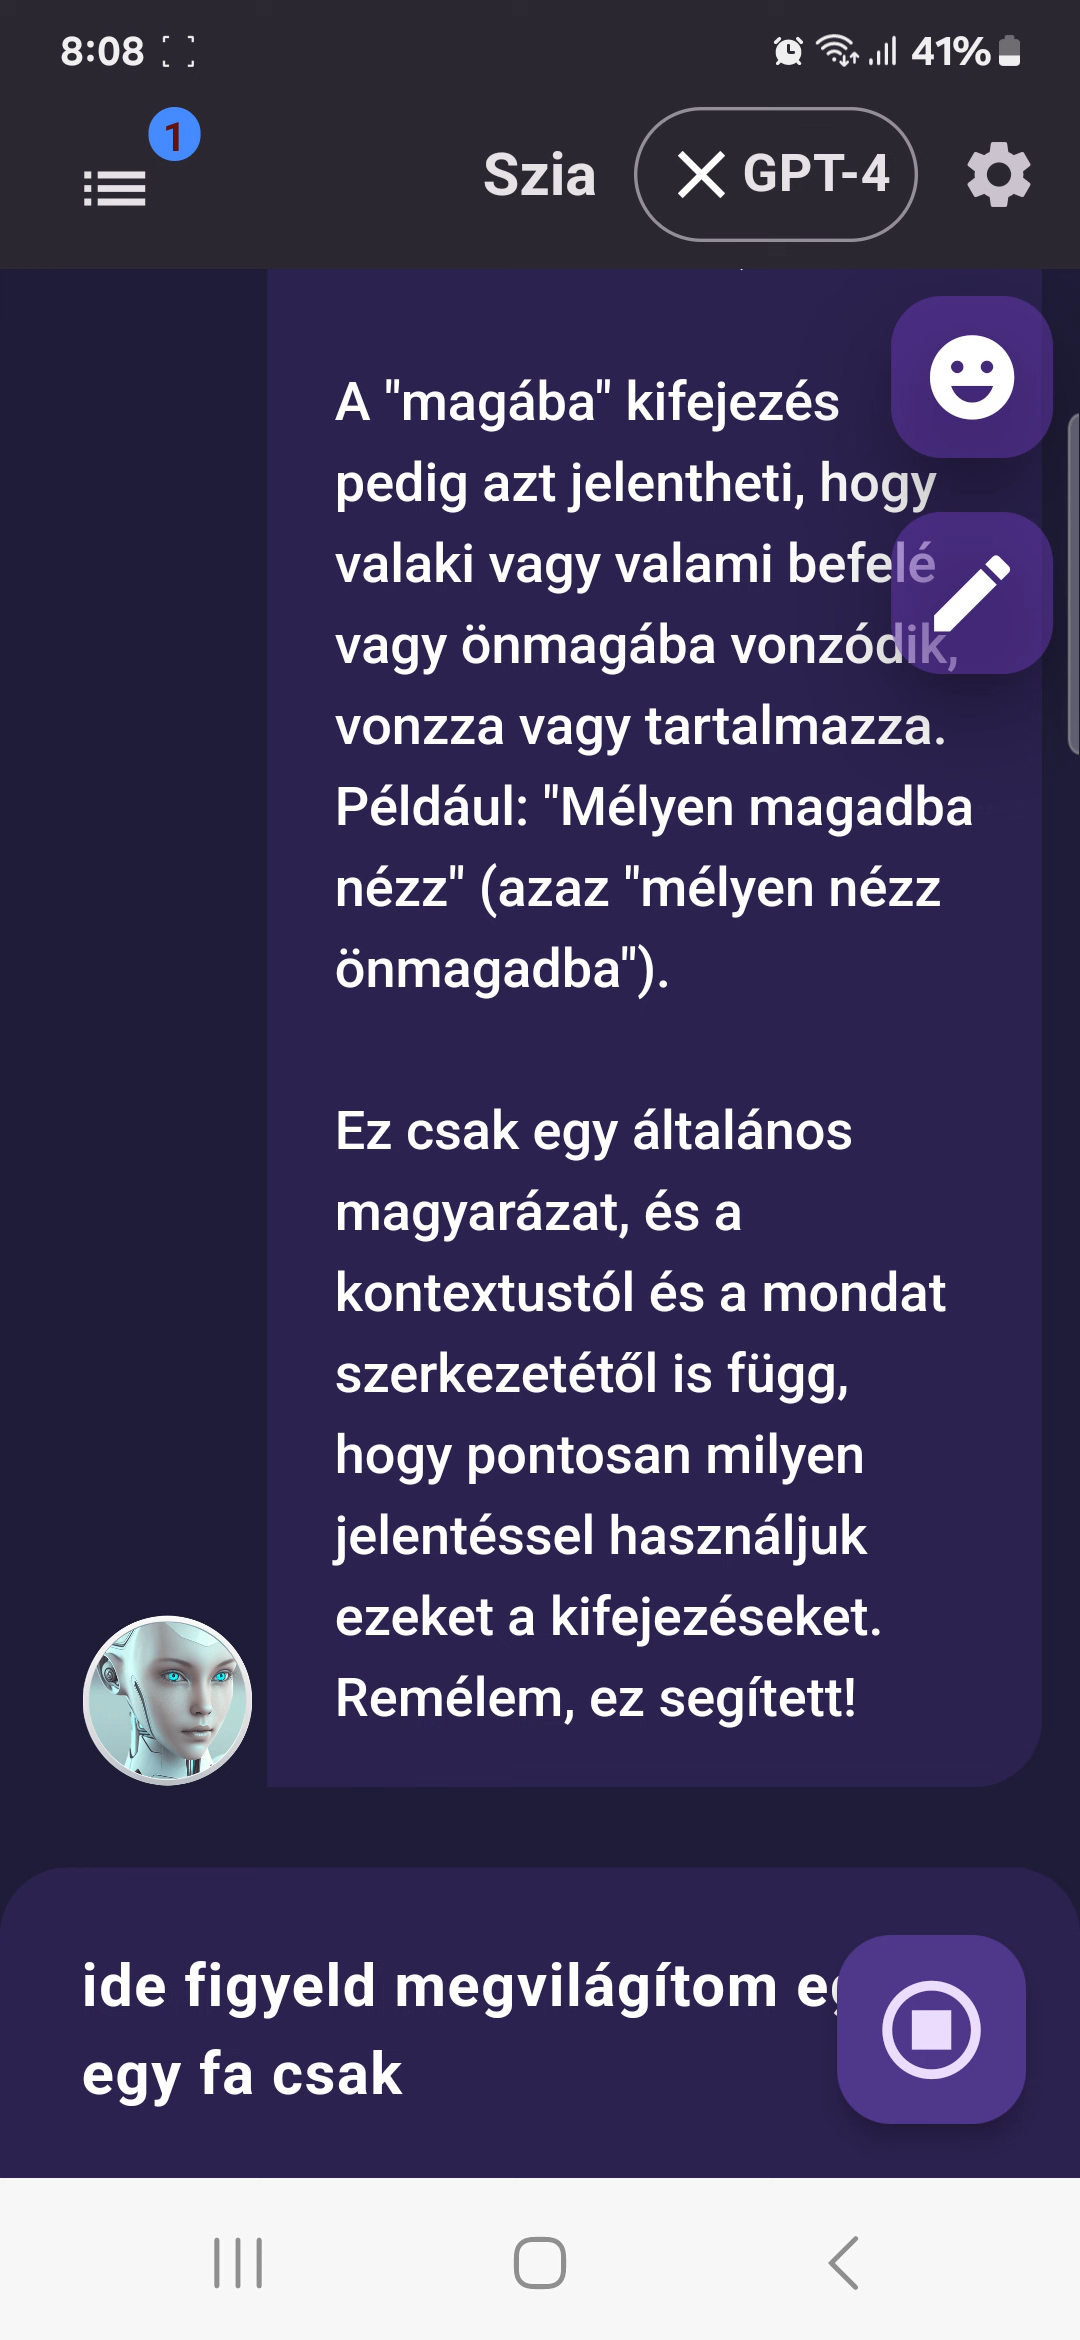 8:08
41%
1
Szia
GPT-4
A "magába" kifejezés
pedig azt jelentheti, hogy
valaki vagy valami befelé
vagy önmagába vonzódik,
vonzza vagy tartalmazza.
Például: "Mélyen magadba
nézz" (azaz "mélyen nézz
önmagadba").
Ez csak egy általános
magyarázat, és a
kontextustól és a mondat
szerkezetétől is függ,
hogy pontosan milyen
jelentéssel használjuk
ezeket a kifejezéseket.
Remélem, ez segített!
ide figyeld megvilágítom
egy fa csak